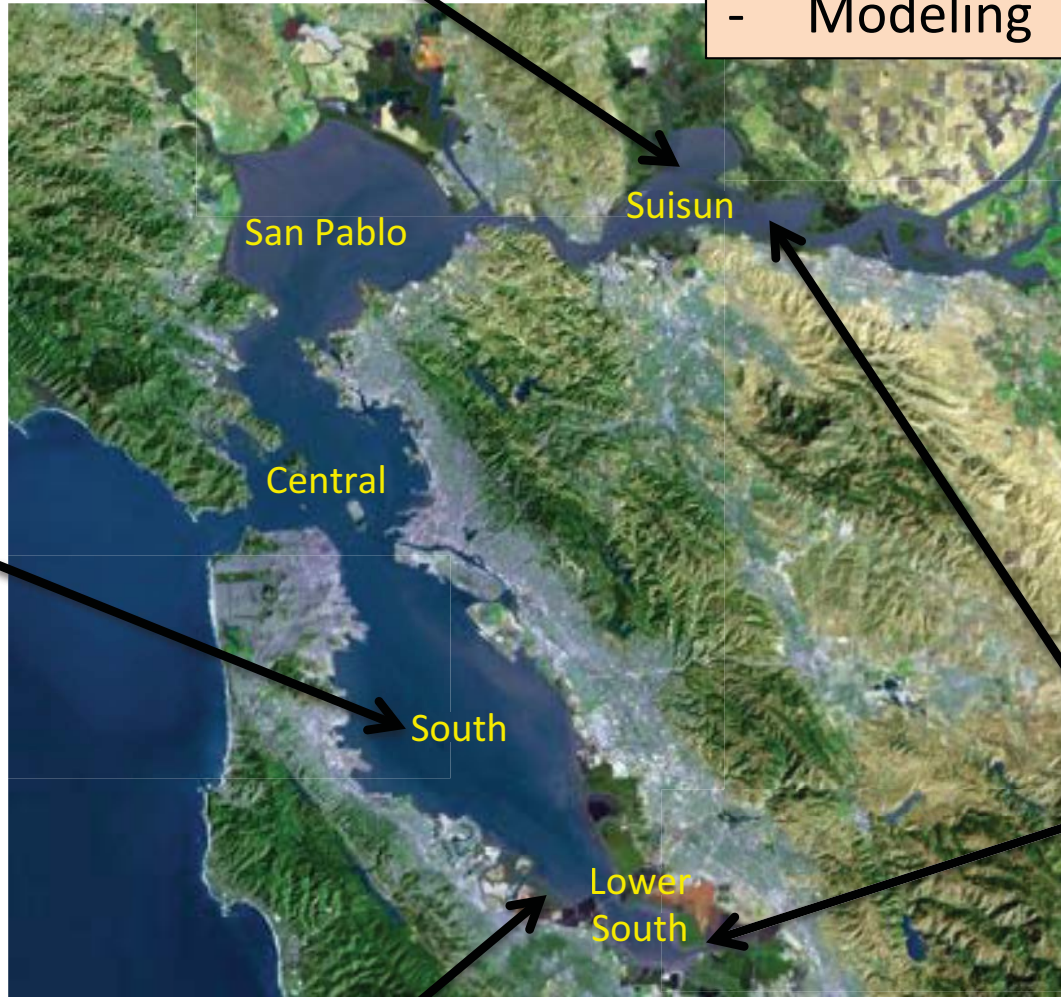 - Modeling
Suisun
San Pablo
Central
South
Lower
South